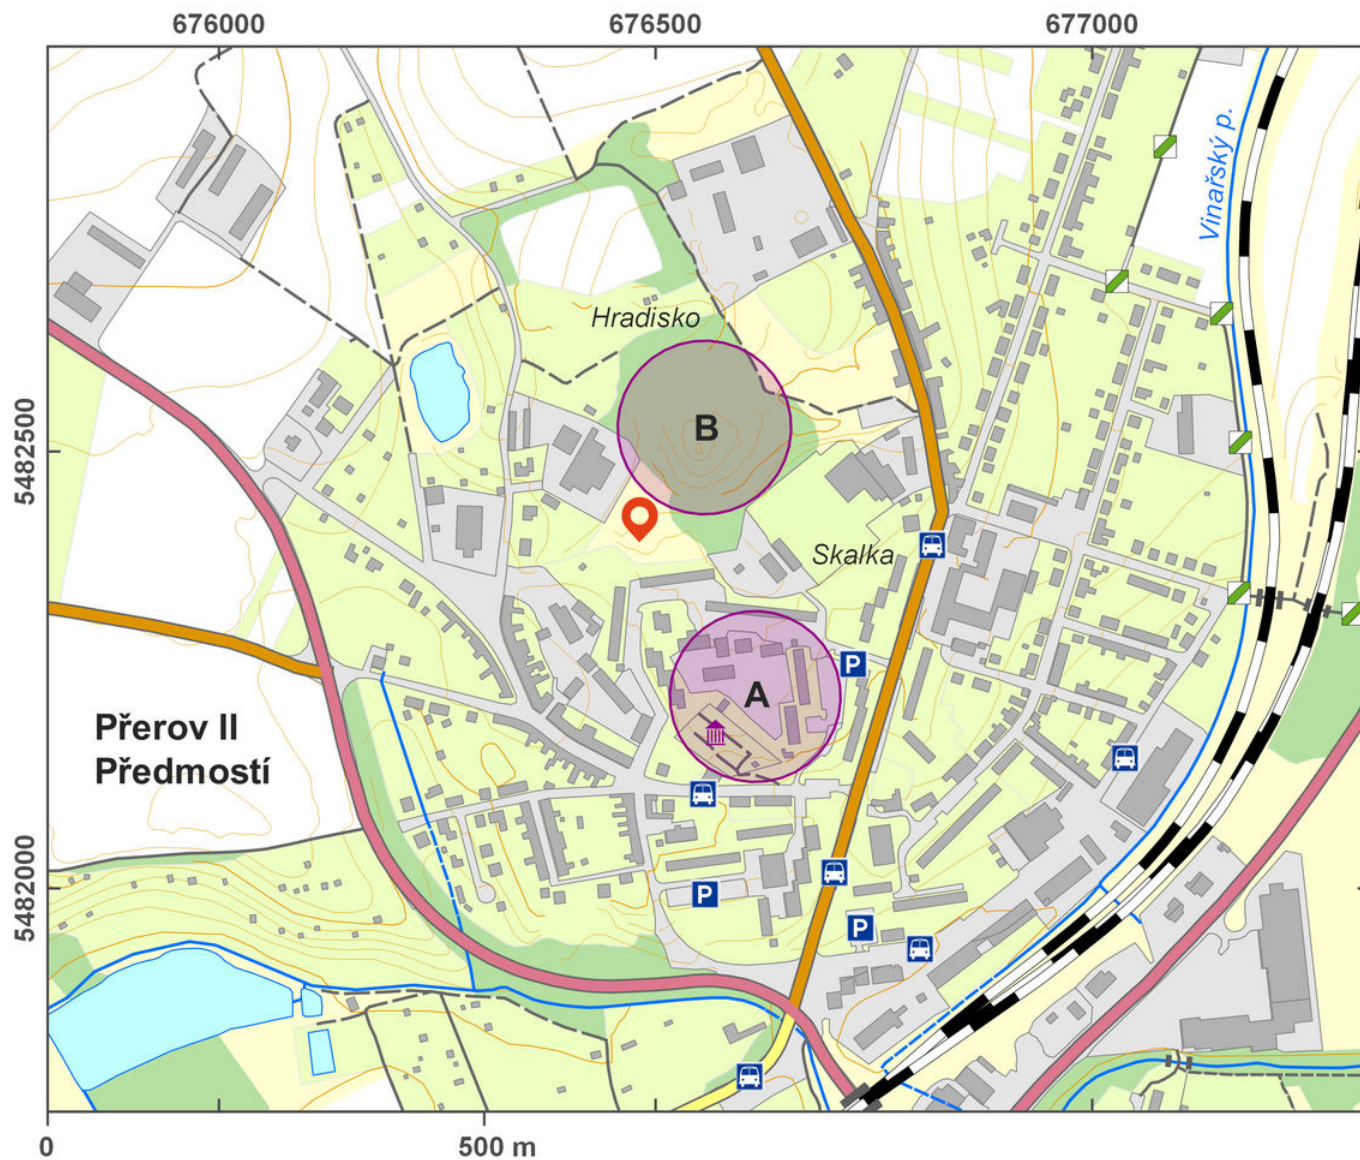 676000
676500
677000
Vinařský p.
Hradisko
B
5482500
Skalka
P
A
Přerov II
Předmostí
5482000
P
P
0
500 m